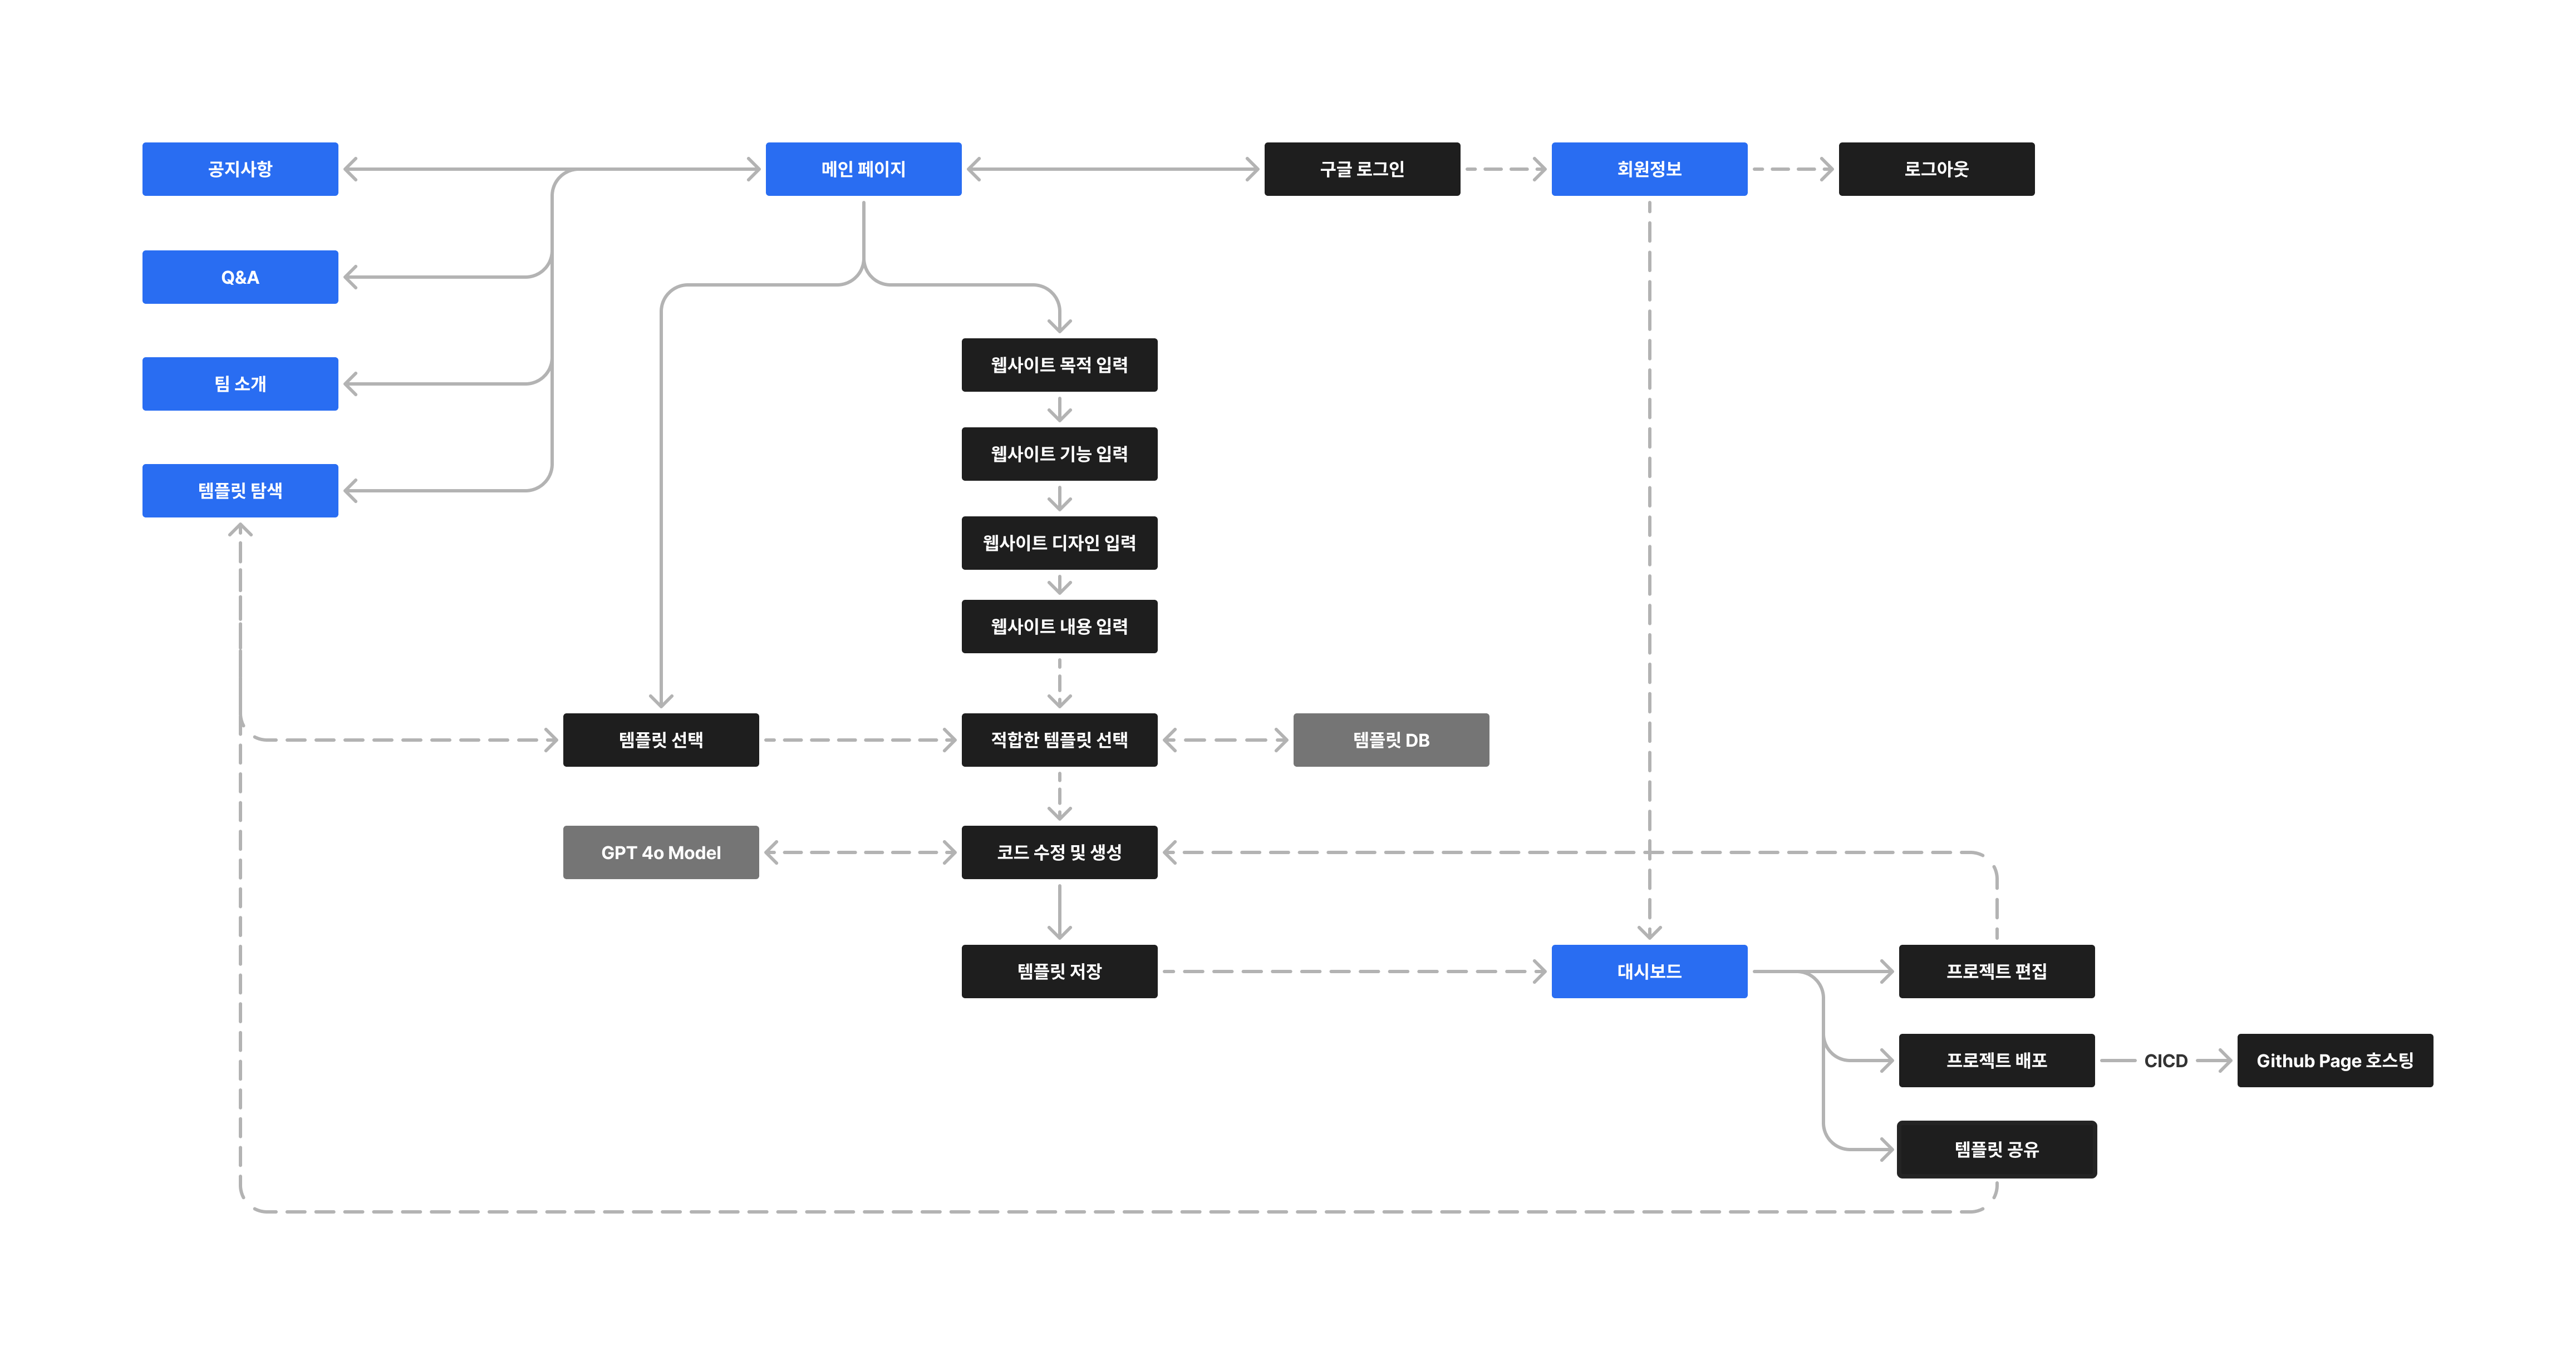 공지사항
메인 페이지
구글 로그인
회원정보
로그아웃
Q&A
팀 소개
템플릿 탐색
웹사이트 목적 입력
웹사이트 기능 입력
웹사이트 디자인 입력
웹사이트 내용 입력
템플릿 선택
적합한 템플릿 선택
템플릿 DB
GPT 4o Model
코드 수정 및 생성
템플릿 저장
대시보드
프로젝트 편집
프로젝트 배포
CICD
Github Page 호스팅
템플릿 공유